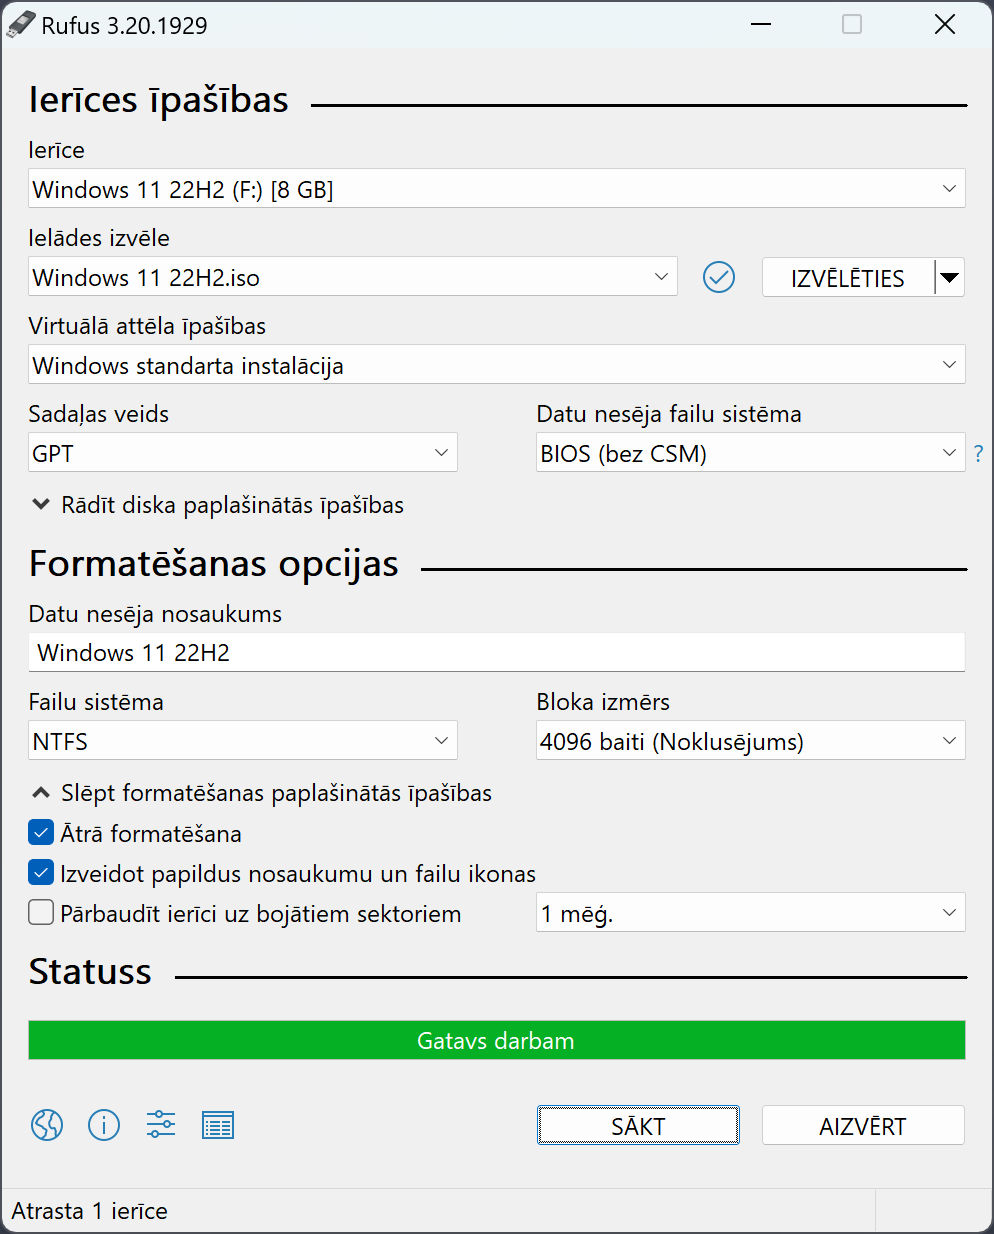 Rufus 3.20.1929
Ierīces īpašības
Ierīce
Windows 11 22H2 (F:) [8 GB]
Ielādes izvēle
Windows 11 22H2.iso
IZVĒLĒTIES
Virtuālā attēla īpašības
Windows standarta instalācija
Sadaļas veids
Datu nesēja failu sistēma
GPT
BIOS (bez CSM)
?
Rādīt diska paplašinātās īpašības
Formatēšanas opcijas
Datu nesēja nosaukums
Windows 11 22H2
Failu sistēma
Bloka izmērs
NTFS
4096 baiti (Noklusējums)
Slēpt formatēšanas paplašinātās īpašības
Ātrā formatēšana
Izveidot papildus nosaukumu un failu ikonas
Pārbaudīt ierīci uz bojātiem sektoriem
1 mēģ.
Statuss
Gatavs darbam
SĀKT
AIZVĒRT
Atrasta 1 ierīce